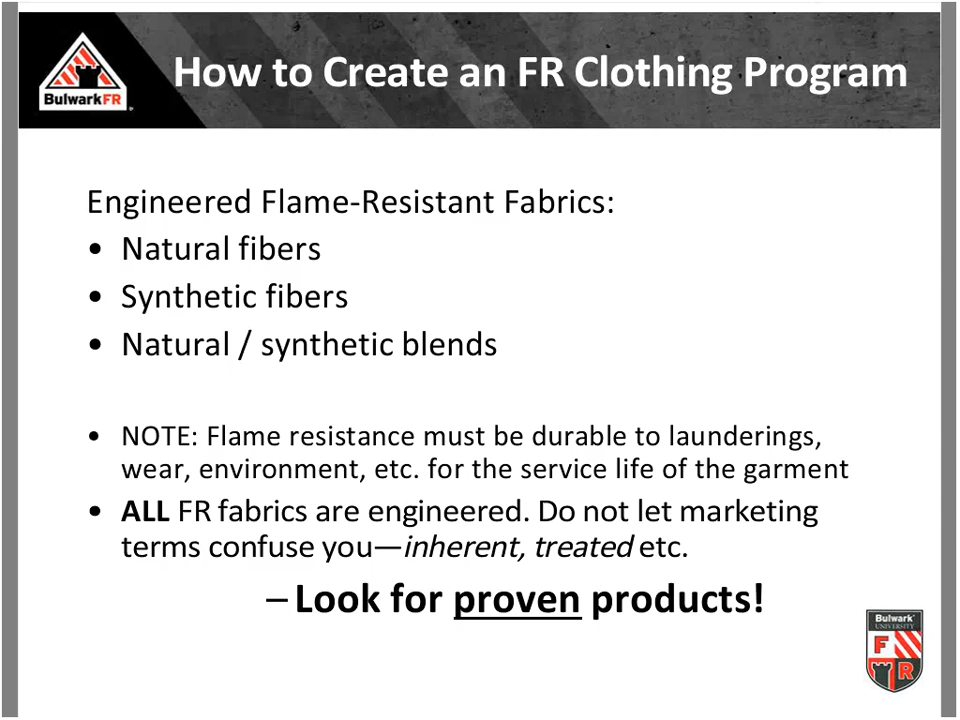 BulwarkFR
How to Create an FR Clothing Program
Engineered Flame-Resistant Fabrics:
• Natural fibers
• Synthetic fibers
• Natural / synthetic blends
• NOTE: Flame resistance must be durable to launderings,
wear, environment, etc. for the service life of the garment
• ALL FR fabrics are engineered. Do not let marketing
terms confuse you—inherent, treated etc.
– Look for proven products!
Bulwark
UNIVERSITY
F
R